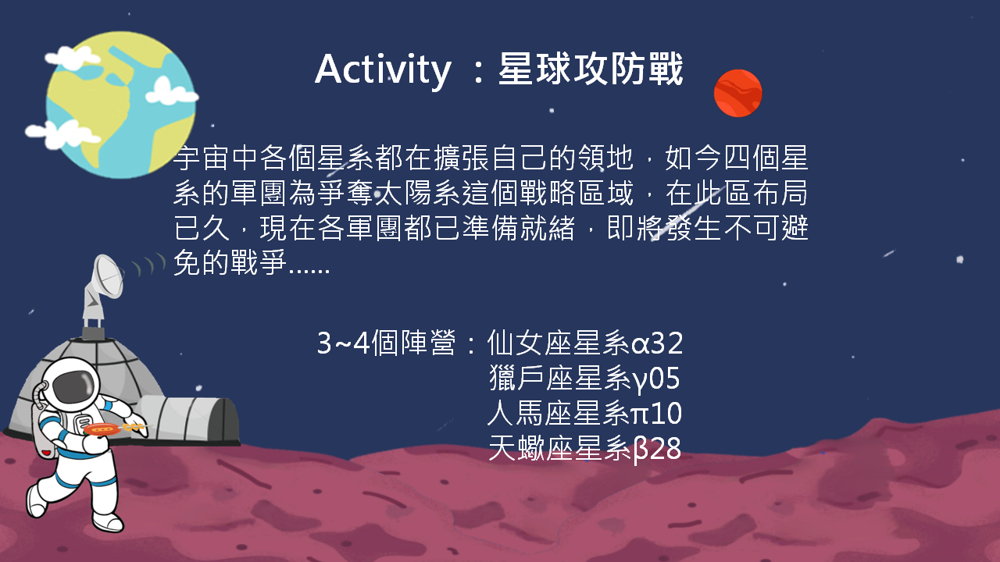 Activity ：星球攻防戰
宇宙中各個星系都在擴張自己的領地，如今四個星
系的軍團為爭奪太陽系這個戰略區域，在此區布局
已久，現在各軍團都已準備就緒，即將發生不可避
免的戰爭……
3~4個陣營：仙女座星系α32
獵戶座星系γ05
人馬座星系π10
天蠍座星系β28